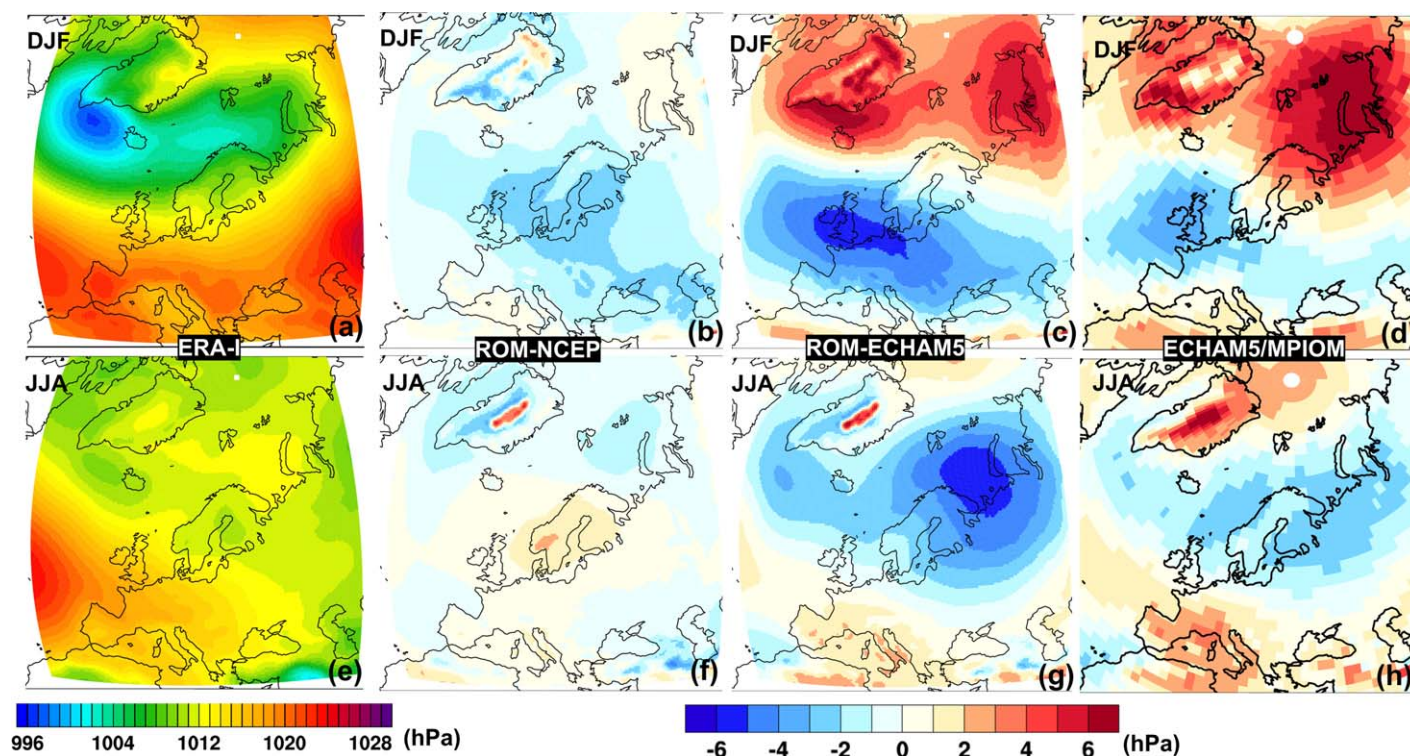 DJF DJF DJF DJF
(a) (b) (c) (d)
ERA-I ROM-NCEP ROM-ECHAM5 ECHAM5/MPIOM
JJA JJA JJA JJA
(e) (f) (g) (h)
996 1004 1012 1020 1028 (hPa) -6 -4 -2 0 2 4 6 (hPa)